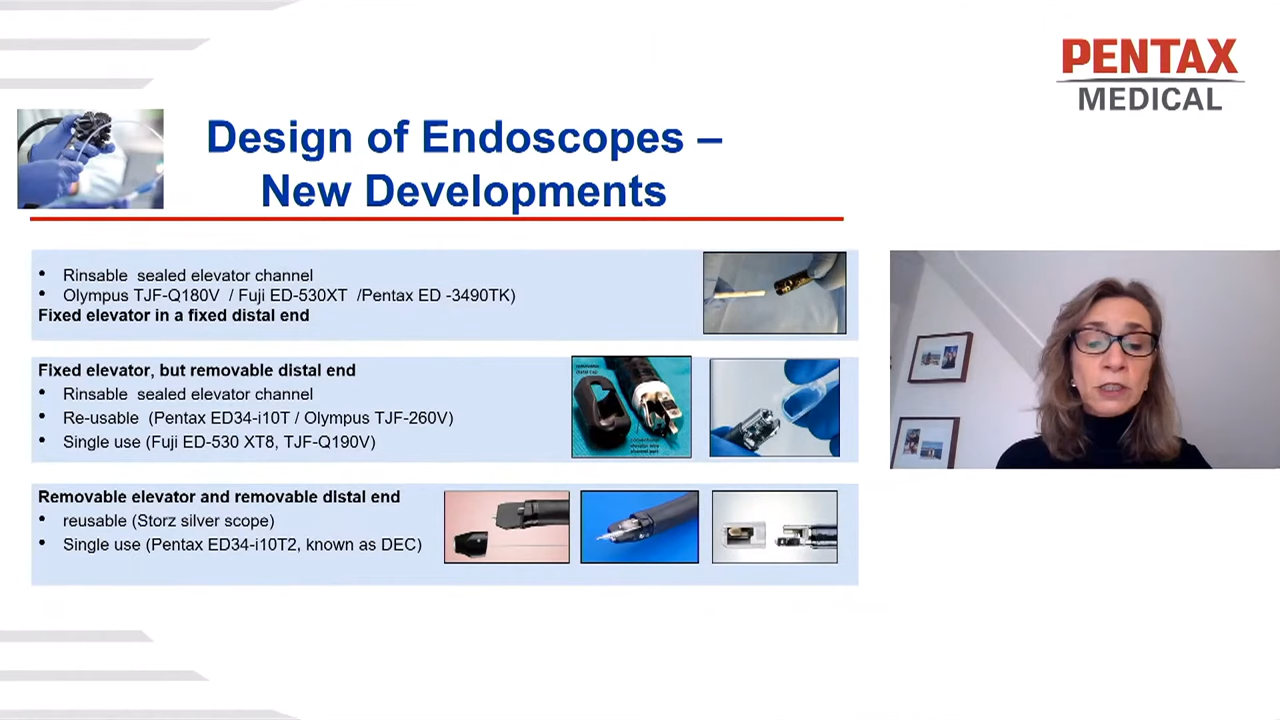 PENTAX
MEDICAL
Design of Endoscopes –
New Developments
• Rinsable sealed elevator channel
• Olympus TJF-Q180V / Fuji ED-530XT /Pentax ED -3490TK)
Fixed elevator in a fixed distal end
Fixed elevator, but removable distal end
• Rinsable sealed elevator channel
• Re-usable (Pentax ED34-i10T / Olympus TJF-260V)
• Single use (Fuji ED-530 XT8, TJF-Q190V)
Removable elevator and removable distal end
• reusable (Storz silver scope)
• Single use (Pentax ED34-i10T2, known as DEC)